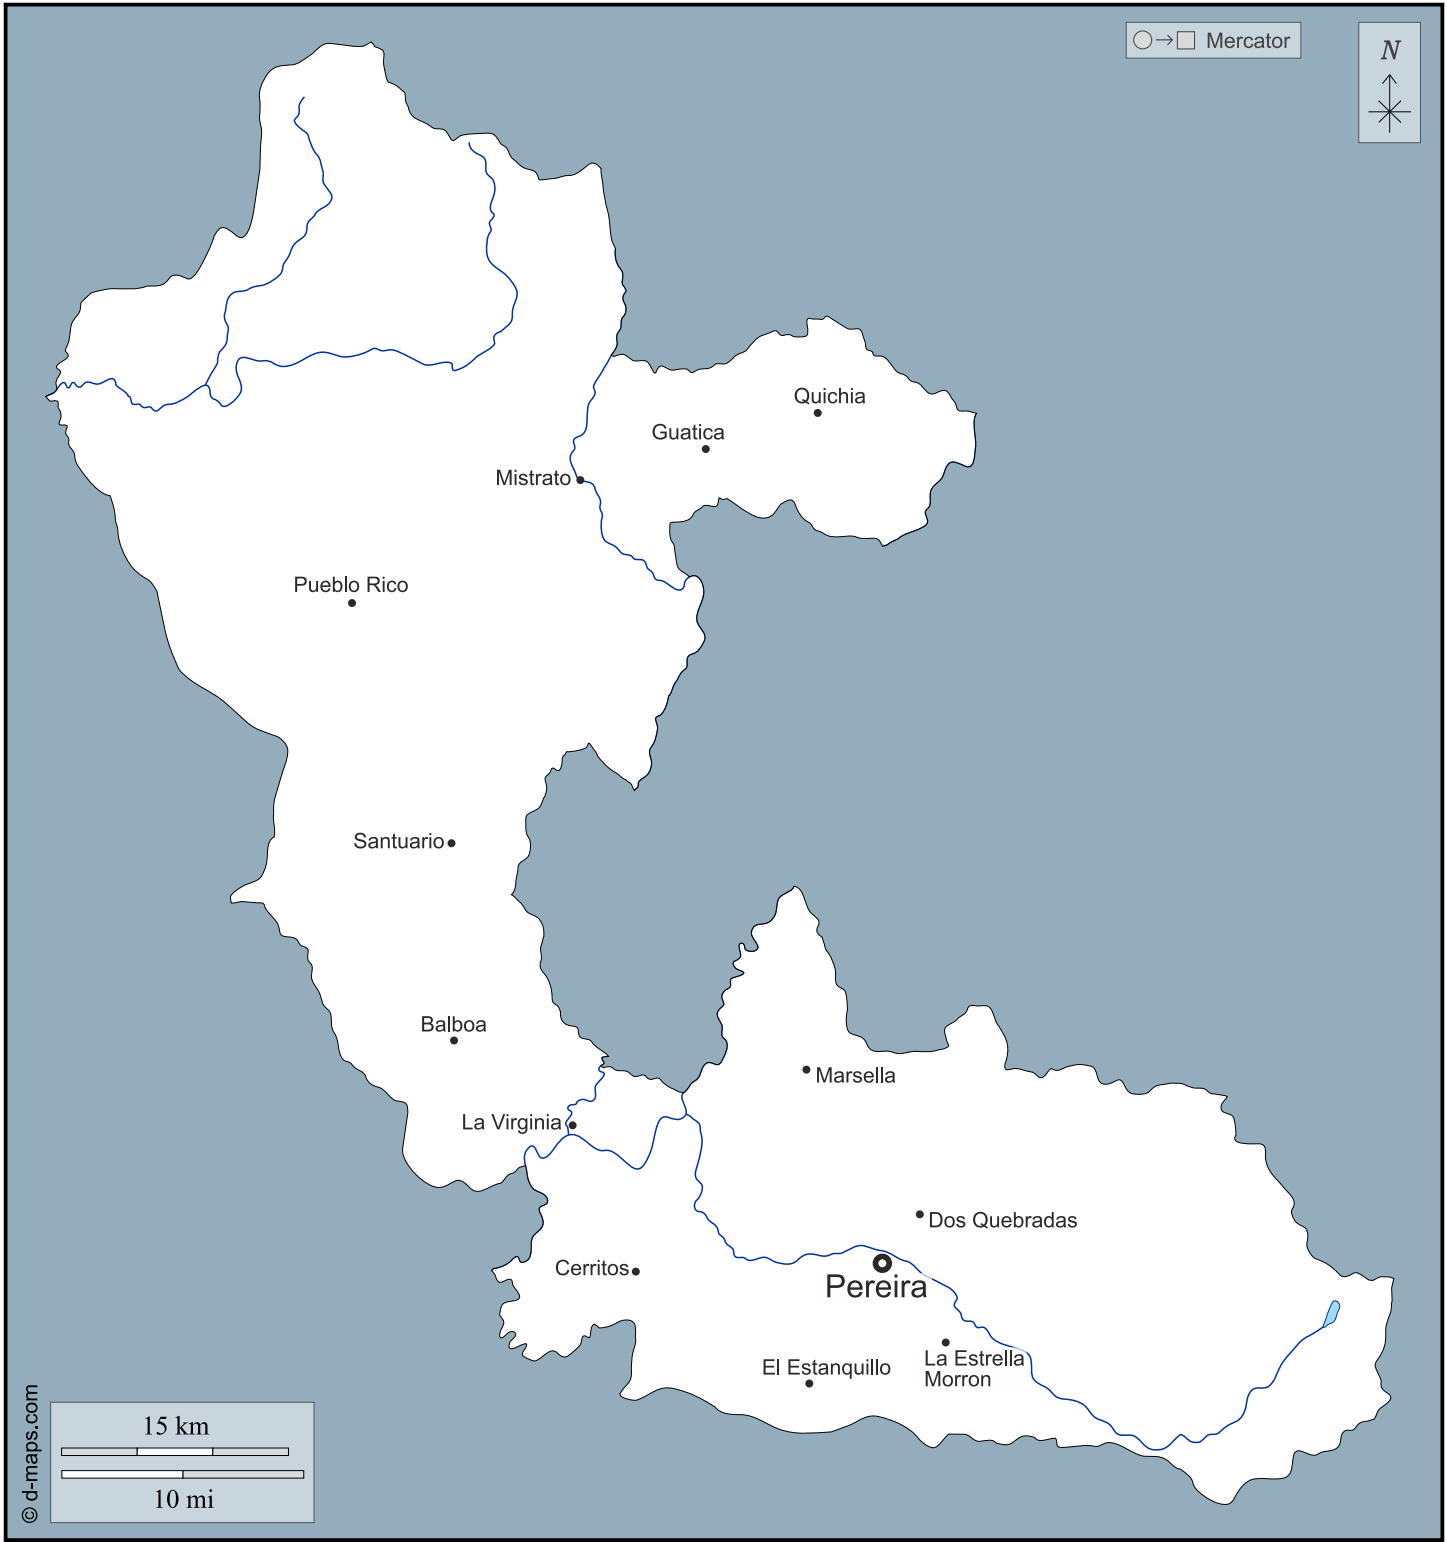 Mercator
N
Quichia
Guatica
Mistrato
Pueblo Rico
Santuario
Balboa
Marsella
La Virginia
Dos Quebradas
Cerritos
Pereira
La Estrella
Morron
El Estanquillo
15 km
10 mi
© d-maps.com